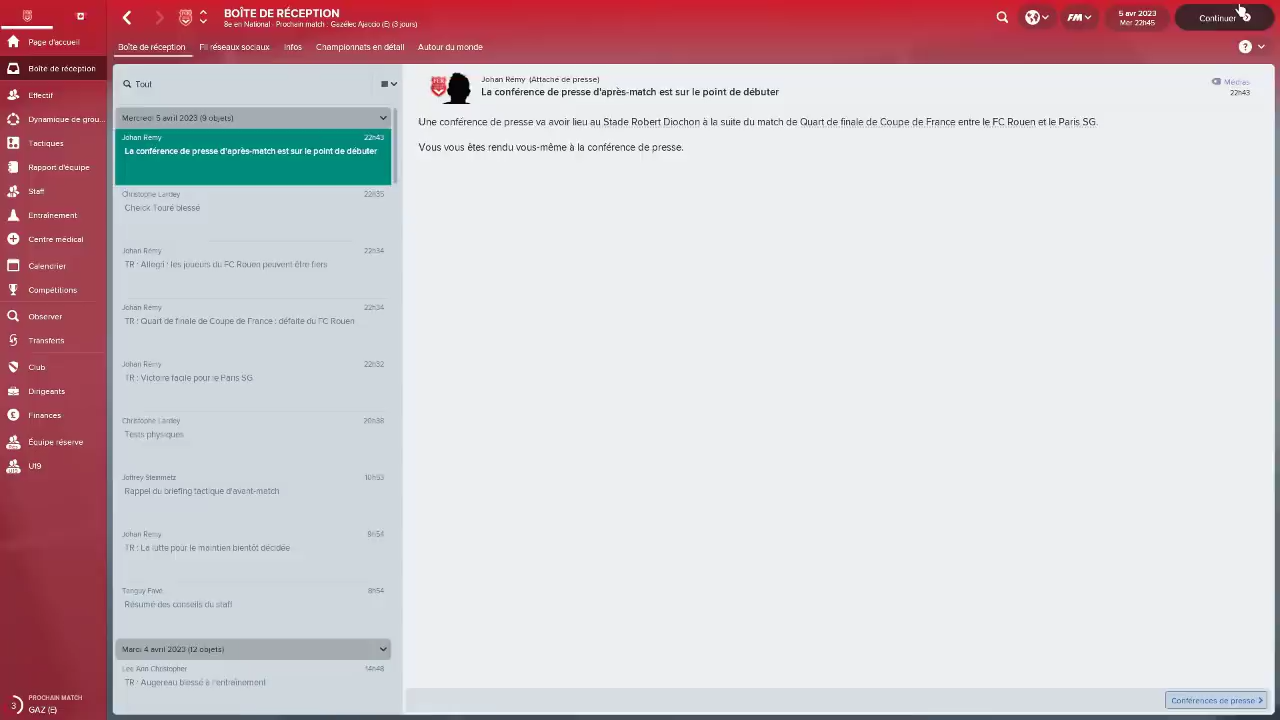 BOÎTE DE RÉCEPTION
8e en National · Prochain match : Gazélec Ajaccio (E) (3 jours)
5 avr 2023
Mer 22h45
Continuer
FM
Boîte de réception
Fil réseaux sociaux
Infos
Championnats en détail
Autour du monde
Page d'accueil
Boîte de réception
Effectif
Dynamique de grou...
Tactiques
Rapport d'équipe
Staff
Entraînement
Centre médical
Calendrier
Compétitions
Observer
Transferts
Club
Dirigeants
Finances
Équipe réserve
U19
PROCHAIN MATCH
3
GAZ (E)
Tout
Mercredi 5 avril 2023 (9 objets)
Johan Rémy 22h43
La conférence de presse d'après-match est sur le point de débuter
Christophe Lardey 22h35
Cheick Touré blessé
Johan Rémy 22h34
TR : Allegri : les joueurs du FC Rouen peuvent être fiers
Johan Rémy 22h34
TR : Quart de finale de Coupe de France : défaite du FC Rouen
Johan Rémy 22h32
TR : Victoire facile pour le Paris SG
Christophe Lardey
Tests physiques
Rappel du briefing tactique d'avant-match
Johan Rémy 9h54
TR : La lutte pour le maintien bientôt décidée
Tanguy Favé 8h54
Résumé des conseils du staff
Mardi 4 avril 2023 (12 objets)
Lee Ann Christopher 14h48
TR : Augereau blessé à l'entraînement
Johan Rémy (Attaché de presse)
La conférence de presse d'après-match est sur le point de débuter
Médias
22h43
Une conférence de presse va avoir lieu au Stade Robert Diochon à la suite du match de Quart de finale de Coupe de France entre le FC Rouen et le Paris SG.
Vous vous êtes rendu vous-même à la conférence de presse.
Conférences de presse